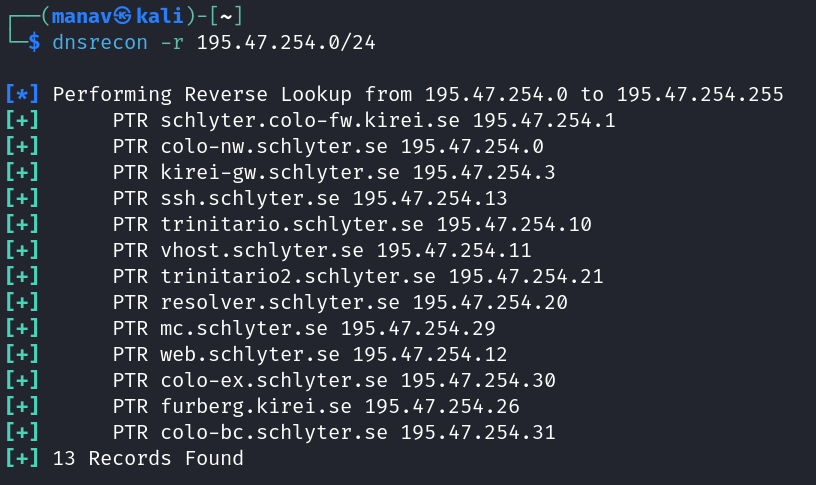 ┌──(manav㉿kali)-[~]
└─$ dnsrecon -r 195.47.254.0/24
[*] Performing Reverse Lookup from 195.47.254.0 to 195.47.254.255
[+] PTR schlyter.colo-fw.kirei.se 195.47.254.1
[+] PTR colo-nw.schlyter.se 195.47.254.0
[+] PTR kirei-gw.schlyter.se 195.47.254.3
[+] PTR ssh.schlyter.se 195.47.254.13
[+] PTR trinitario.schlyter.se 195.47.254.10
[+] PTR vhost.schlyter.se 195.47.254.11
[+] PTR trinitario2.schlyter.se 195.47.254.21
[+] PTR resolver.schlyter.se 195.47.254.20
[+] PTR mc.schlyter.se 195.47.254.29
[+] PTR web.schlyter.se 195.47.254.12
[+] PTR colo-ex.schlyter.se 195.47.254.30
[+] PTR furberg.kirei.se 195.47.254.26
[+] PTR colo-bc.schlyter.se 195.47.254.31
[+] 13 Records Found